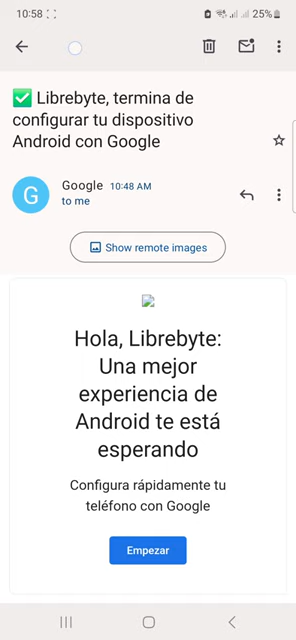 10:58
25%
✅ Librebyte, termina de
configurar tu dispositivo
Android con Google
G
Google 10:48 AM
to me
Show remote images
Hola, Librebyte:
Una mejor
experiencia de
Android te está
esperando
Configura rápidamente tu
teléfono con Google
Empezar